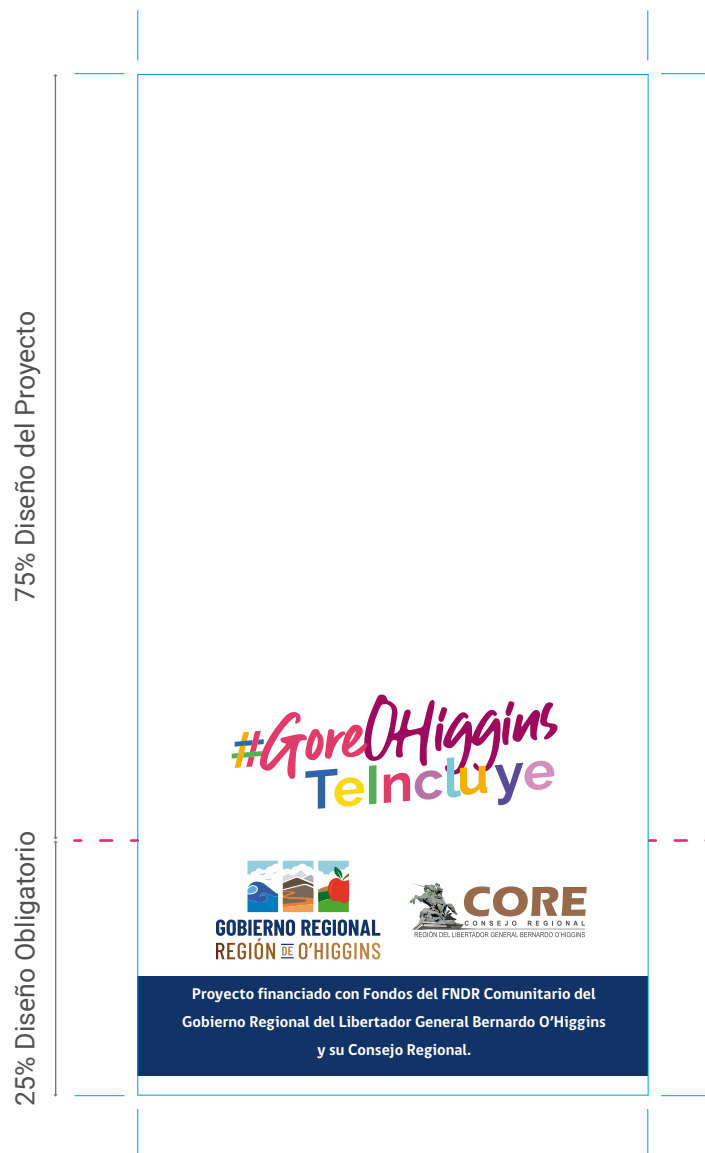 75% Diseño del Proyecto
#GoreOHiggins
TeIncluye
25% Diseño Obligatorio
GOBIERNO REGIONAL
REGIÓN DE O'HIGGINS
CORE
CONSEJO REGIONAL
REGIÓN DEL LIBERTADOR GENERAL BERNARDO O'HIGGINS
Proyecto financiado con Fondos del FNDR Comunitario del
Gobierno Regional del Libertador General Bernardo O’Higgins
y su Consejo Regional.